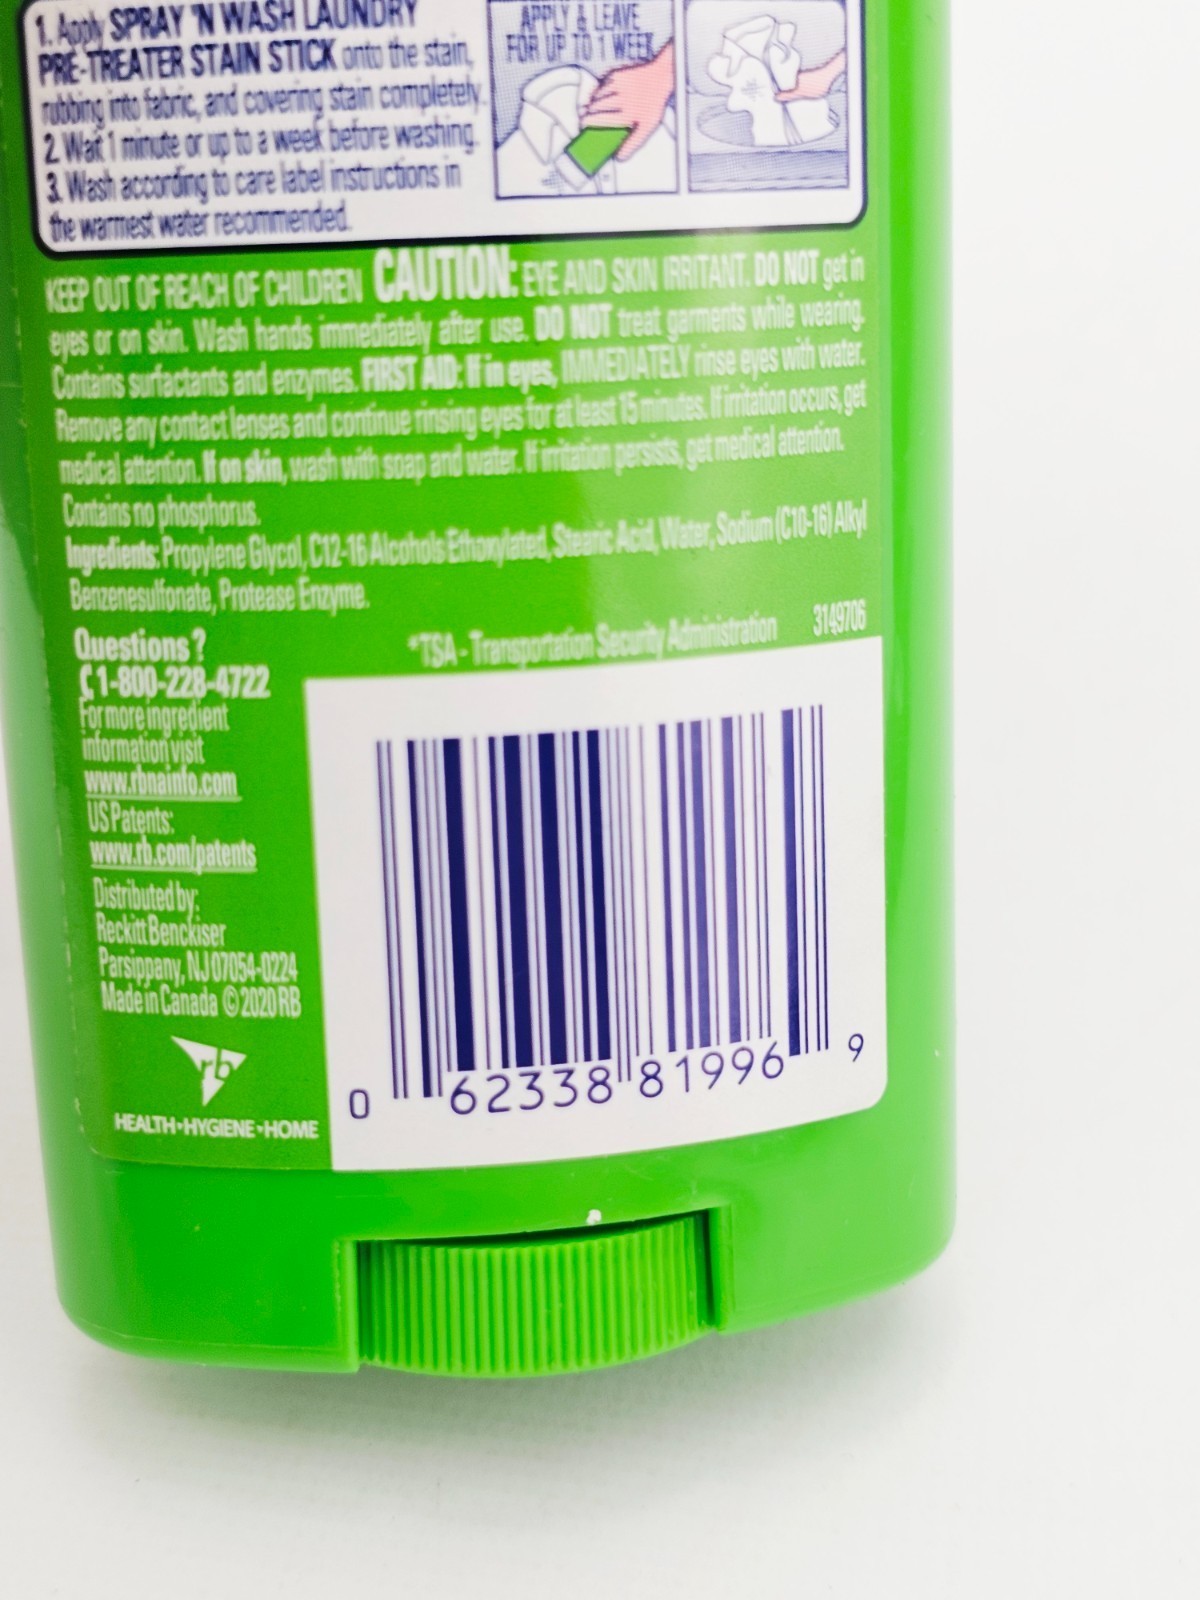 1. Apply SPRAY 'N WASH LAUNDRY
PRE-TREATER STAIN STICK onto the stain,
rubbing into fabric, and covering stain completely.
2. Wait 1 minute or up to a week before washing.
3. Wash according to care label instructions in
the warmest water recommended.
APPLY & LEAVE
FOR UP TO 1 WEEK
KEEP OUT OF REACH OF CHILDREN CAUTION: EYE AND SKIN IRRITANT. DO NOT get in
eyes or on skin. Wash hands immediately after use. DO NOT treat garments while wearing.
Contains surfactants and enzymes. FIRST AID: If in eyes, IMMEDIATELY rinse eyes with water.
Remove any contact lenses and continue rinsing eyes for at least 15 minutes. If irritation occurs, get
medical attention. If on skin, wash with soap and water. If irritation persists, get medical attention.
Contains no phosphorus.
Ingredients: Propylene Glycol, C12-16 Alcohols Ethoxylated, Stearic Acid, Water, Sodium (C10-16) Alkyl
Benzenesulfonate, Protease Enzyme.
*TSA - Transportation Security Administration 3149706
Questions?
1-800-228-4722
For more ingredient
information visit
www.rbnainfo.com
US Patents:
www.rb.com/patents
Distributed by:
Reckitt Benckiser
Parsippany, NJ 07054-0224
Made in Canada © 2020 RB
rb
HEALTH•HYGIENE•HOME
0 62338 81996 9